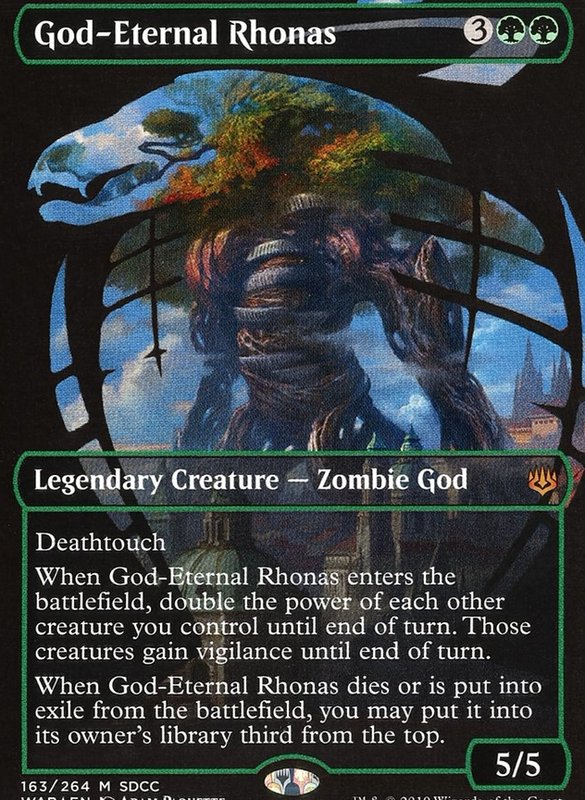 God-Eternal Rhonas 3
Legendary Creature — Zombie God
Deathtouch
When God-Eternal Rhonas enters the
battlefield, double the power of each other
creature you control until end of turn. Those
creatures gain vigilance until end of turn.
When God-Eternal Rhonas dies or is put into
exile from the battlefield, you may put it into
its owner's library third from the top.
5/5
163/264 M SDCC